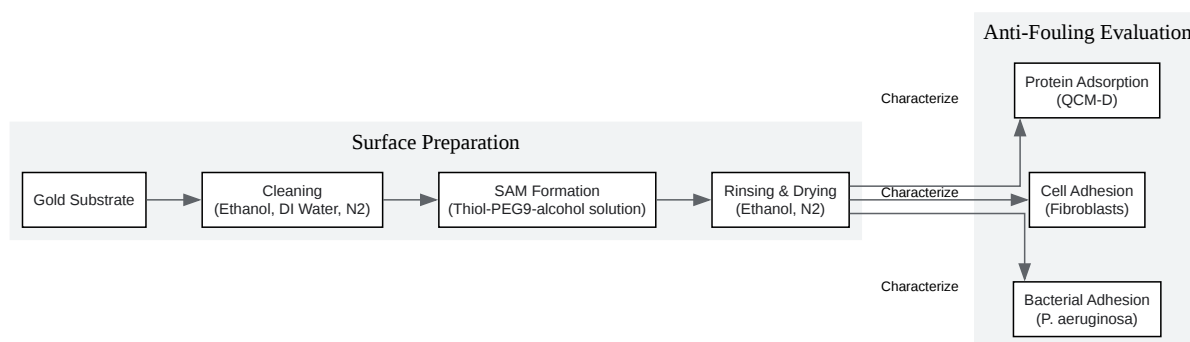 Anti-Fouling Evaluation
Protein Adsorption
(QCM-D)
Characterize
Surface Preparation
Gold Substrate
Cleaning
(Ethanol, DI Water, N2)
SAM Formation
(Thiol-PEG9-alcohol solution)
Rinsing & Drying
(Ethanol, N2)
Characterize
Cell Adhesion
(Fibroblasts)
Characterize
Bacterial Adhesion
(P. aeruginosa)